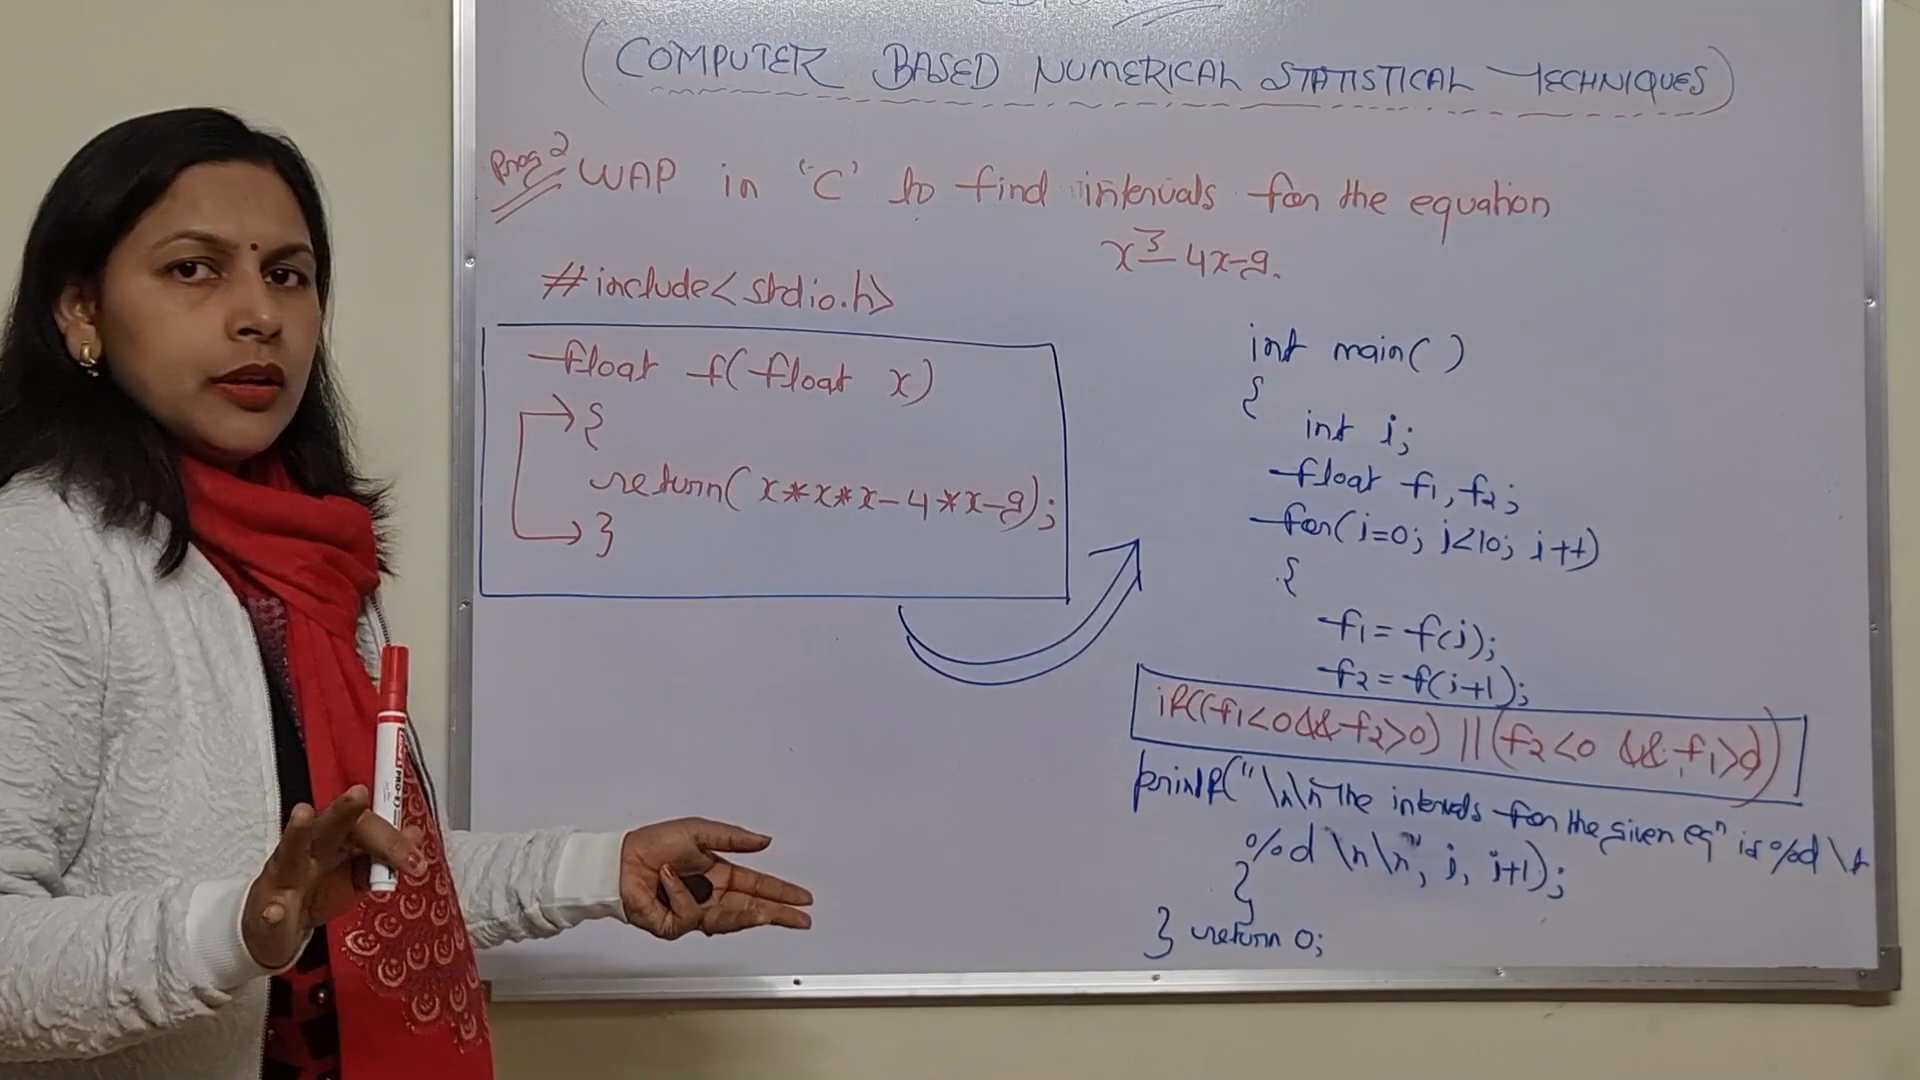 (COMPUTER BASED NUMERICAL STATISTICAL TECHNIQUES)
Prog 2 WAP in 'C' to find intervals for the equation
x³-4x-9.
#include<stdio.h>
float f(float x)
{
return(x*x*x-4*x-9);
}
int main( )
{
int i;
float f1, f2;
for(i=0; i<10; i++)
{
f1= f(i);
f2= f(i+1);
if((f1<0&&f2>0) || (f2<0 && f1>0))
printf("\n\n The intervals for the given eqⁿ is %d \t
%d \n\n", i, i+1);
}
} return 0;